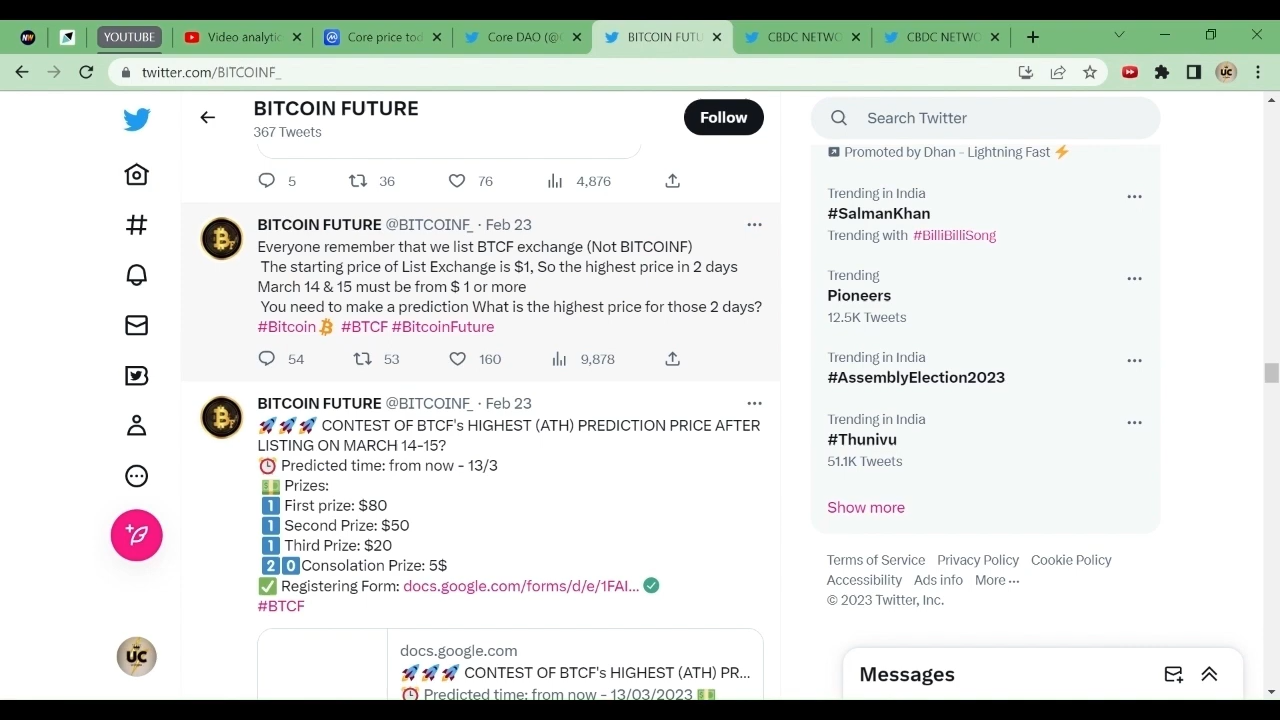 YOUTUBE
Video analytic
Core price tod
Core DAO (@C
BITCOIN FUTU
CBDC NETWO
CBDC NETWO
twitter.com/BITCOINF_
UC
BITCOIN FUTURE
367 Tweets
Follow
5 36 76 4,876
BITCOIN FUTURE @BITCOINF_ · Feb 23
Everyone remember that we list BTCF exchange (Not BITCOINF)
The starting price of List Exchange is $1, So the highest price in 2 days
March 14 & 15 must be from $ 1 or more
You need to make a prediction What is the highest price for those 2 days?
#Bitcoin #BTCF #BitcoinFuture
54 53 160 9,878
BITCOIN FUTURE @BITCOINF_ · Feb 23
🚀🚀🚀 CONTEST OF BTCF's HIGHEST (ATH) PREDICTION PRICE AFTER
LISTING ON MARCH 14-15?
⏰ Predicted time: from now - 13/3
💵 Prizes:
1️⃣ First prize: $80
1️⃣ Second Prize: $50
1️⃣ Third Prize: $20
2️⃣0️⃣Consolation Prize: 5$
✅ Registering Form: docs.google.com/forms/d/e/1FAI...
#BTCF
docs.google.com
🚀🚀🚀 CONTEST OF BTCF's HIGHEST (ATH) PR...
⏰ Predicted time: from now - 13/03/2023 💵
Search Twitter
Promoted by Dhan - Lightning Fast ⚡
Trending in India
#SalmanKhan
Trending with #BilliBilliSong
Trending
Pioneers
12.5K Tweets
Trending in India
#AssemblyElection2023
Trending in India
#Thunivu
51.1K Tweets
Show more
Terms of Service Privacy Policy Cookie Policy
Accessibility Ads info More ···
© 2023 Twitter, Inc.
Messages
UC